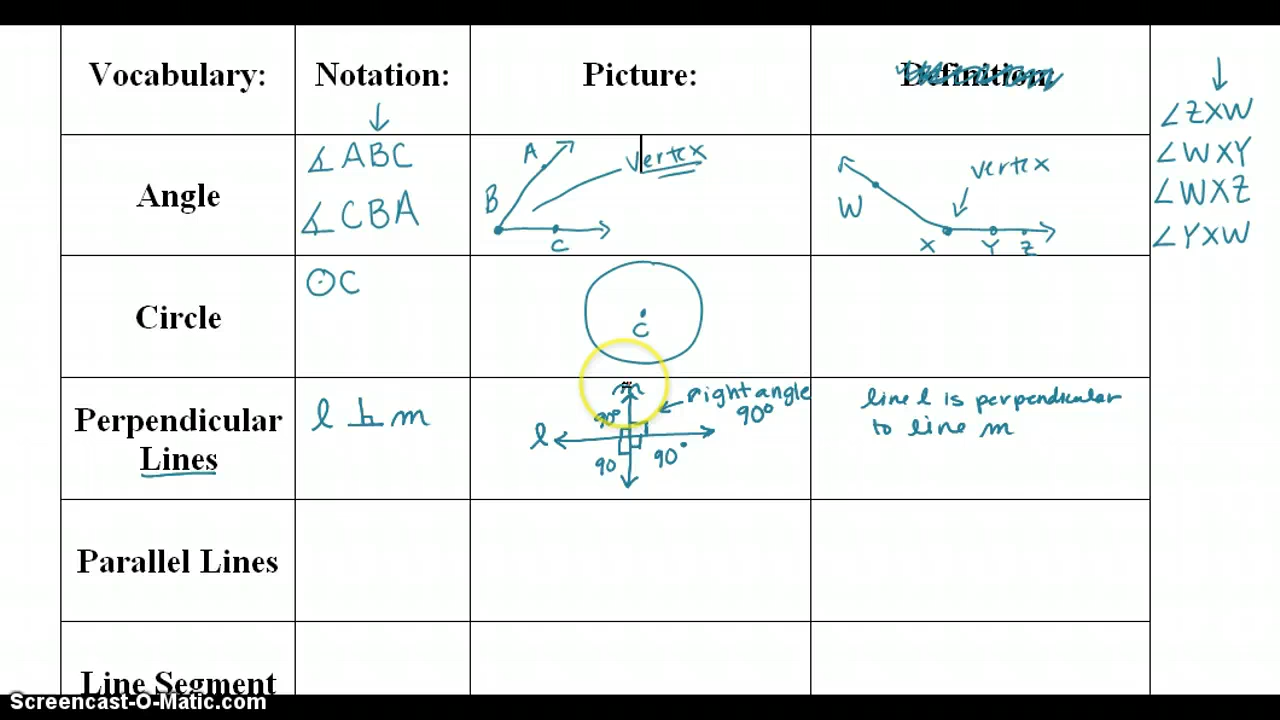 Vocabulary:
Notation:
Picture:
Definition
Angle
∡ ABC
∡ CBA
A
B
C
Vertex
W
X
Y
Z
vertex
∠ZXW
∠WXY
∠WXZ
∠YXW
Circle
⊙C
C
Perpendicular
Lines
l ⊥ m
m
l
90°
90
90°
right angle
90°
line l is perpendicular
to line m
Parallel Lines
Line Segment
Screencast-O-Matic.com